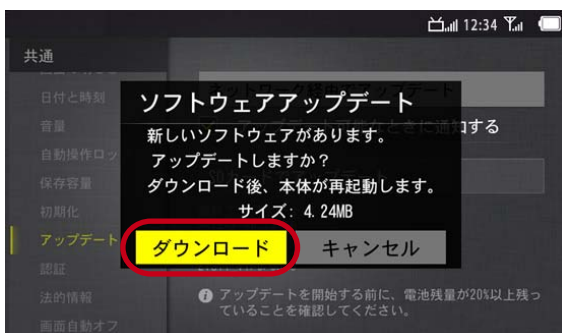 12:34
共通
日付と時刻
音量
自動操作ロッ
保存容量
初期化
アップデート
認証
法的情報
画面自動オフ
ソフトウェアアップデート
新しいソフトウェアがあります。
アップデートしますか？
ダウンロード後、本体が再起動します。
サイズ: 4.24MB
ダウンロード
キャンセル
きに通知する
アップデートを開始する前に、電池残量が20%以上残っ
ていることを確認してください。